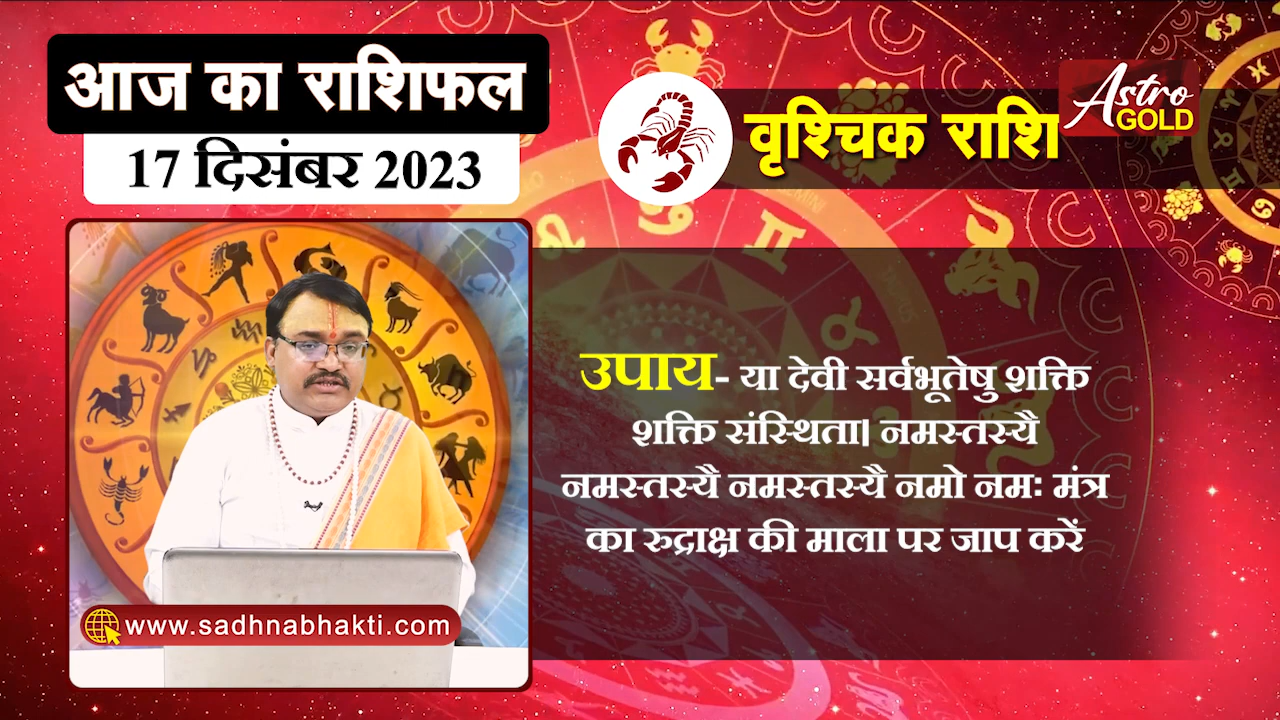 आज का राशिफल
17 दिसंबर 2023
वृश्चिक राशि
Astro
GOLD
उपाय- या देवी सर्वभूतेषु शक्ति
शक्ति संस्थिता। नमस्तस्यै
नमस्तस्यै नमस्तस्यै नमो नमः मंत्र
का रुद्राक्ष की माला पर जाप करें
www.sadhnabhakti.com